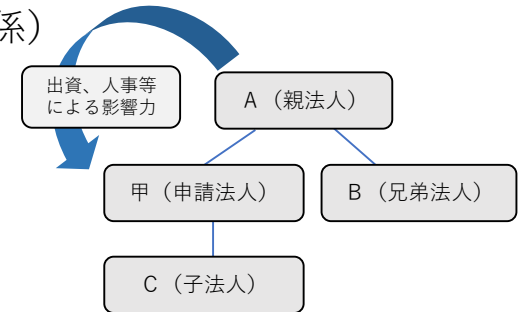 係）
出資、人事等
による影響力
A（親法人）
甲（申請法人）
B（兄弟法人）
C（子法人）